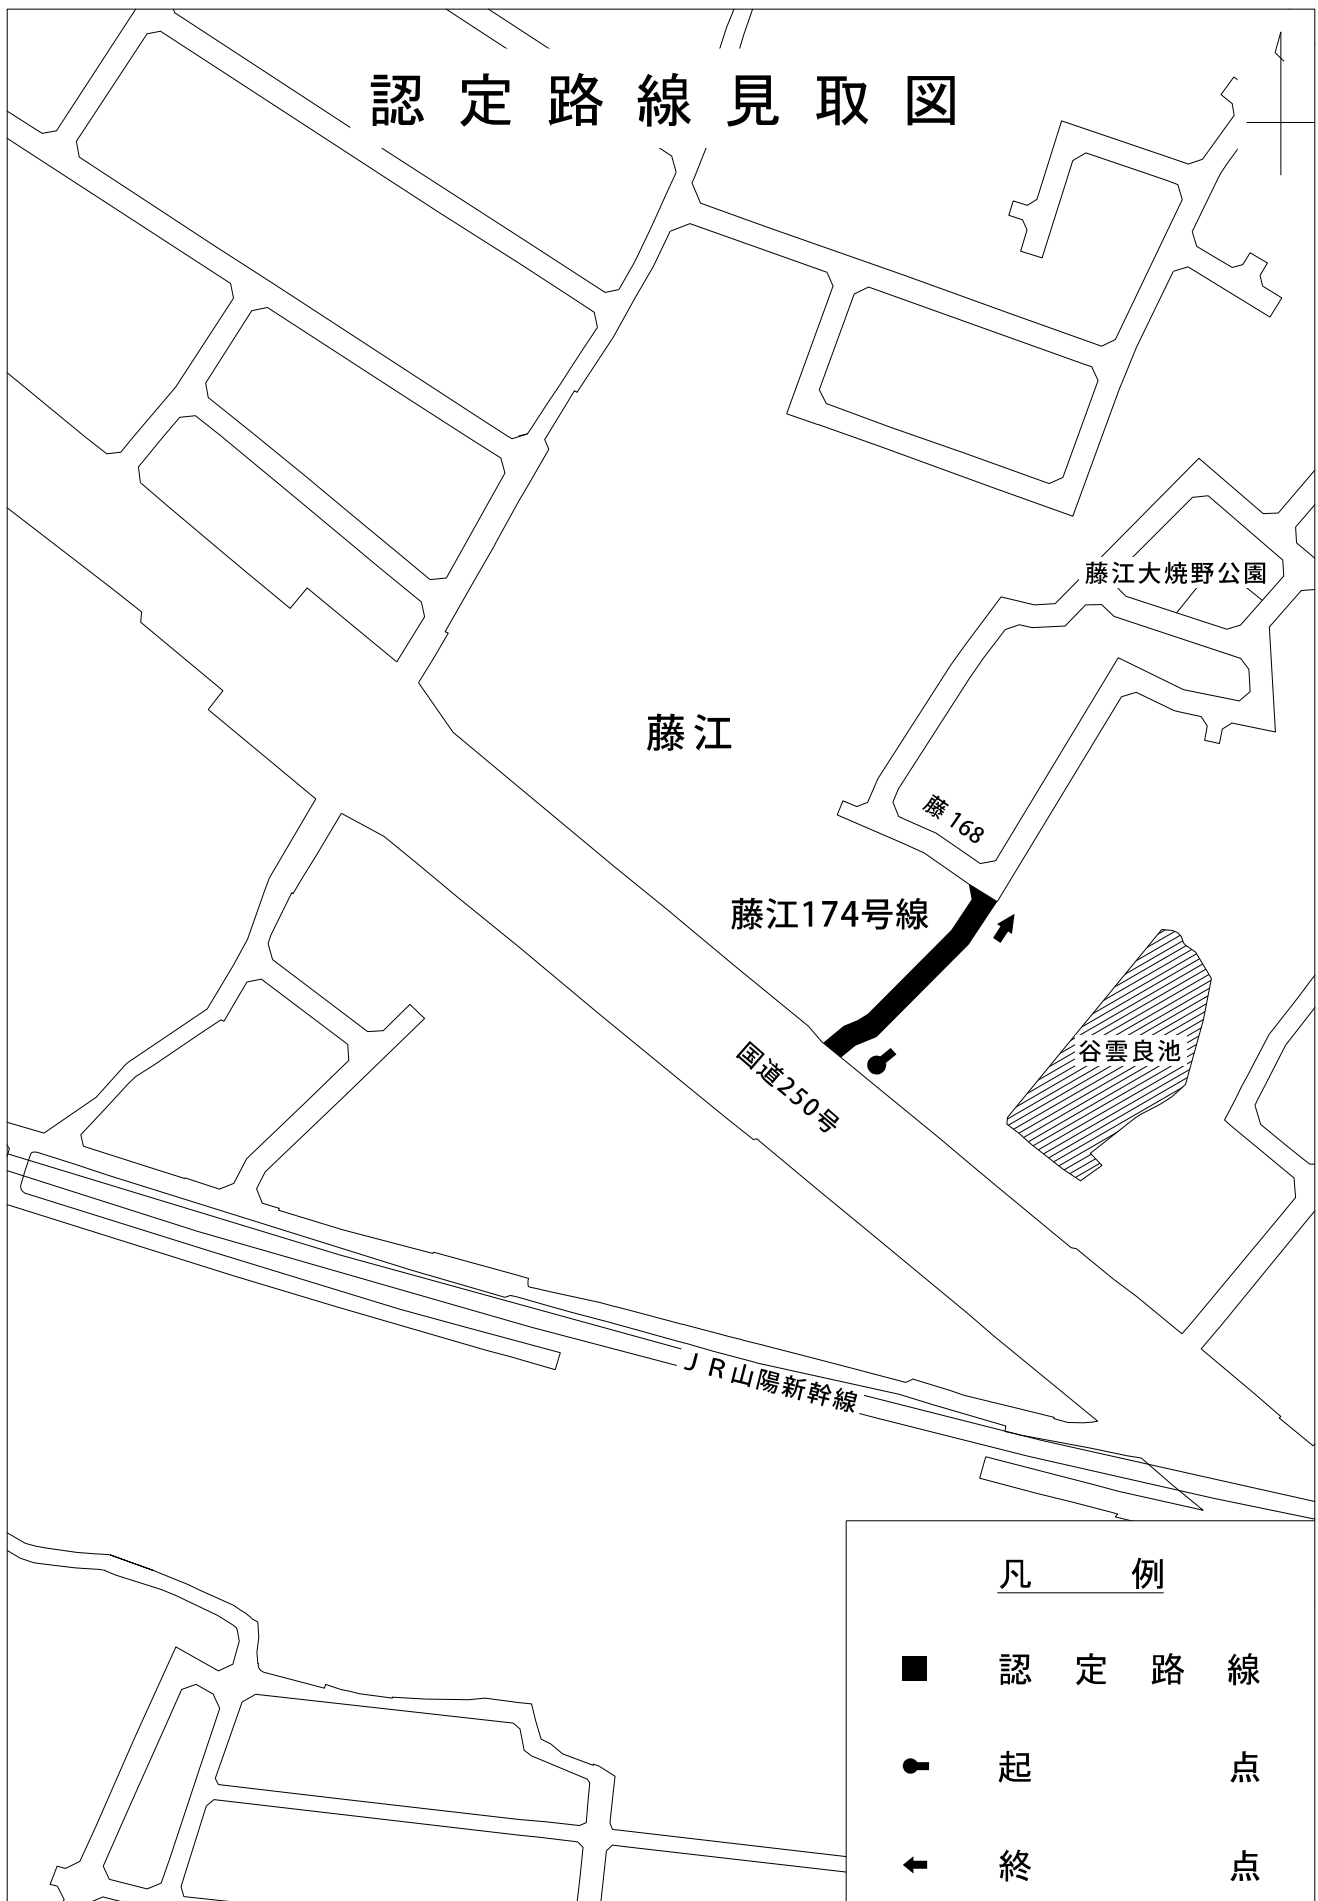 認定路線見取図
藤江大焼野公園
藤江
藤168
藤江174号線
谷雲良池
国道250号
JR山陽新幹線
凡例
認定路線
起点
終点